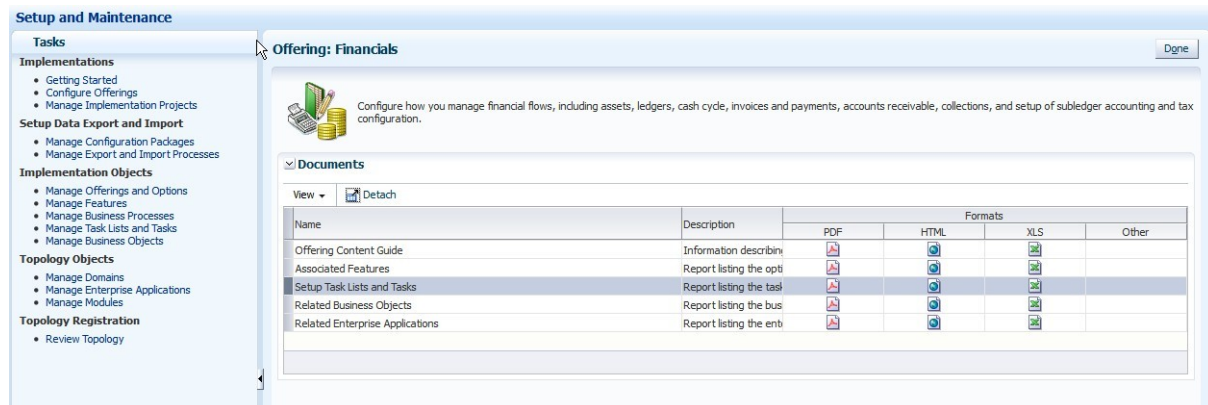 Setup and Maintenance
Tasks
Implementations
Getting Started
Configure Offerings
Manage Implementation Projects
Setup Data Export and Import
Manage Configuration Packages
Manage Export and Import Processes
Implementation Objects
Manage Offerings and Options
Manage Features
Manage Business Processes
Manage Task Lists and Tasks
Manage Business Objects
Topology Objects
Manage Domains
Manage Enterprise Applications
Manage Modules
Topology Registration
Review Topology
Offering: Financials
Done
Configure how you manage financial flows, including assets, ledgers, cash cycle, invoices and payments, accounts receivable, collections, and setup of subledger accounting and tax
configuration.
Documents
View Detach
Name Description Formats
PDF HTML XLS Other
Offering Content Guide Information describing
Associated Features Report listing the opti
Setup Task Lists and Tasks Report listing the task
Related Business Objects Report listing the bus
Related Enterprise Applications Report listing the ent